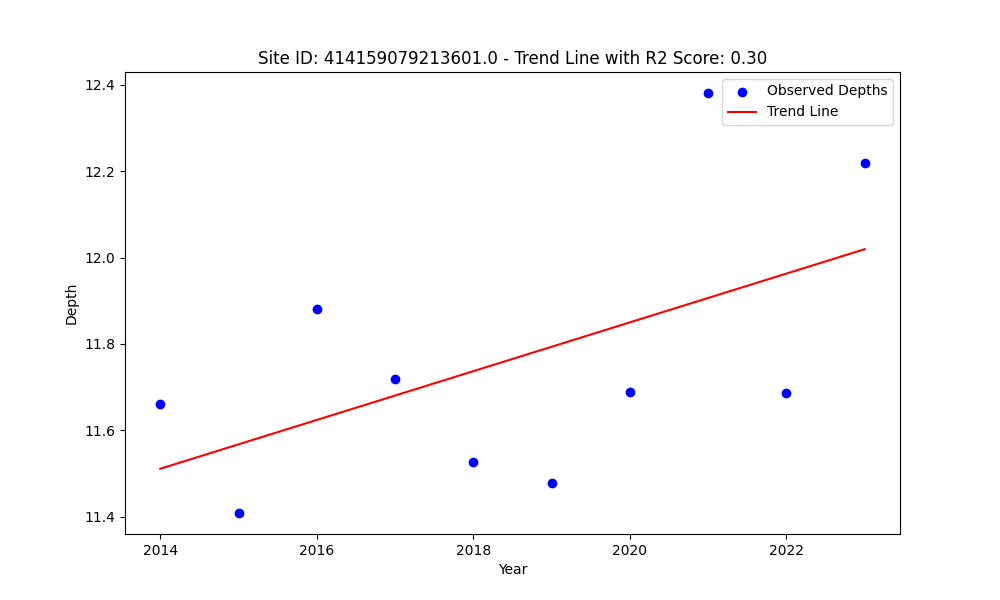 Site ID: 414159079213601.0 - Trend Line with R2 Score: 0.30
Observed Depths
Trend Line
12.4
12.2
12.0
11.8
11.6
11.4
Depth
2014
2016
2018
2020
2022
Year